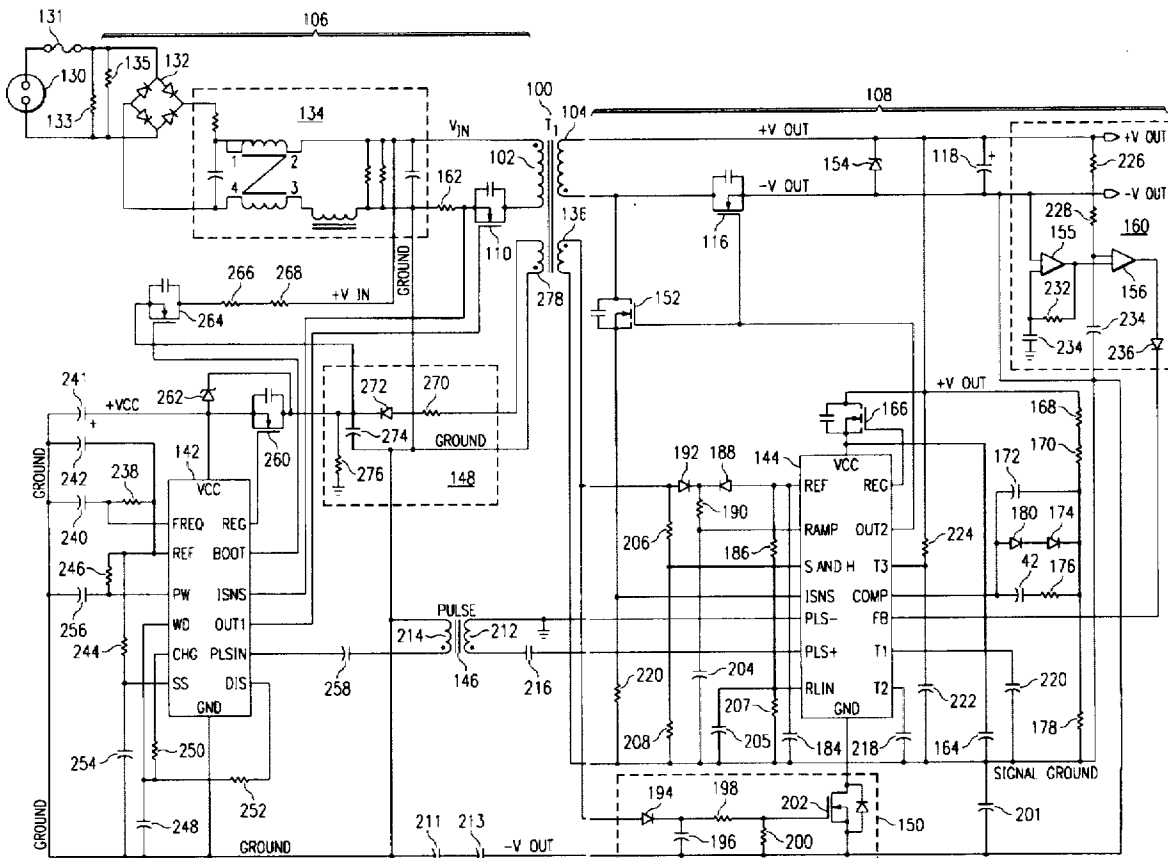 131
106
130
135
132
133
134
1
2
4
3
V IN
100
T1
104
102
162
110
136
278
108
+V OUT
154
118
+
-V OUT
116
+V OUT
226
-V OUT
228
160
155
156
232
234
234
236
152
264
266
268
+V IN
GROUND
241
+VCC
262
+
242
142
238
240
GROUND
260
272
270
274
GROUND
276
148
VCC
FREQ
REG
REF
BOOT
PW
ISNS
WD
OUT1
CHG
PLSIN
SS
DIS
GND
246
256
244
254
250
252
248
GROUND
258
PULSE
214
212
146
216
192
188
144
190
206
186
+V OUT
166
VCC
REF
REG
RAMP
OUT2
S AND H
T3
ISNS
COMP
PLS-
FB
PLS+
T1
RLIN
T2
GND
168
170
172
180
174
224
42
176
220
204
207
208
205
184
218
222
164
220
178
SIGNAL GROUND
201
194
198
202
196
200
150
GROUND
211
213
-V OUT